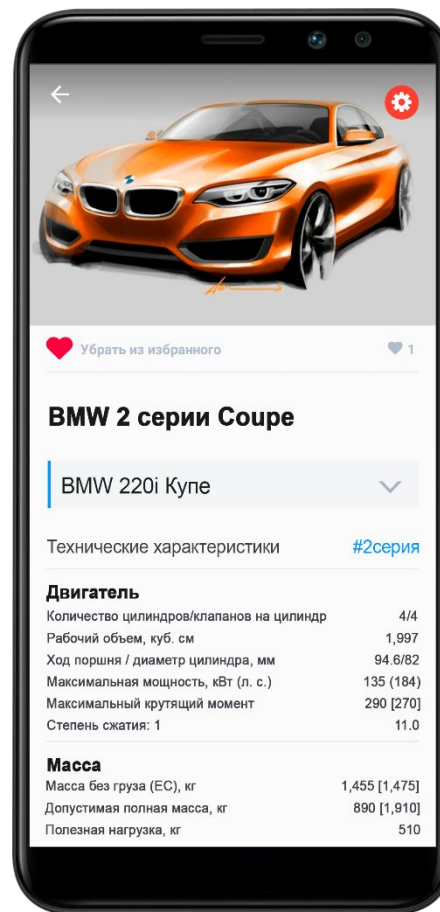 Убрать из избранного 1
BMW 2 серии Coupe
BMW 220i Купе
Технические характеристики #2серия
Двигатель
Количество цилиндров/клапанов на цилиндр 4/4
Рабочий объем, куб. см 1,997
Ход поршня / диаметр цилиндра, мм 94.6/82
Максимальная мощность, кВт (л. с.) 135 (184)
Максимальный крутящий момент 290 [270]
Степень сжатия: 1 11.0
Масса
Масса без груза (ЕС), кг 1,455 [1,475]
Допустимая полная масса, кг 890 [1,910]
Полезная нагрузка, кг 510